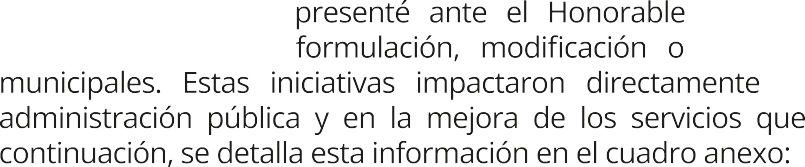 presenté ante el Honorable
formulación, modificación o
municipales. Estas iniciativas impactaron directamente
administración pública y en la mejora de los servicios que
continuación, se detalla esta información en el cuadro anexo: